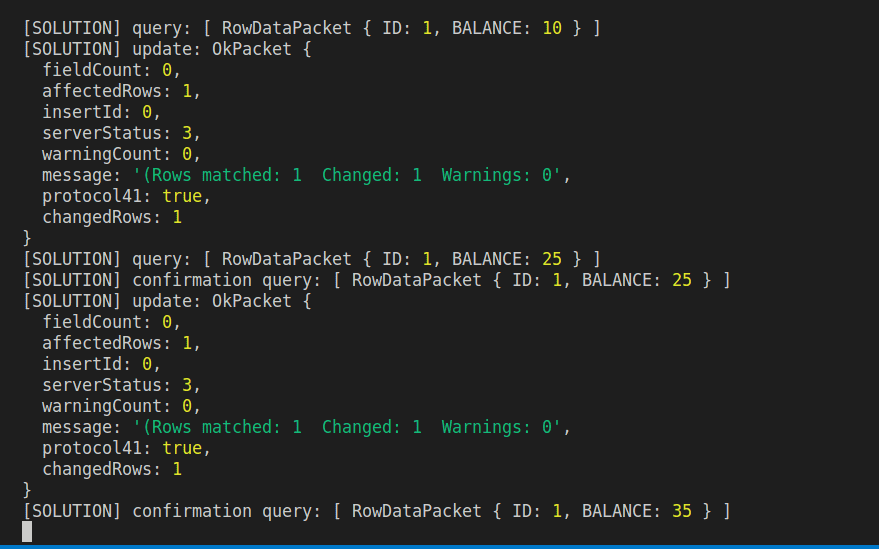 [SOLUTION] query: [ RowDataPacket { ID: 1, BALANCE: 10 } ]
[SOLUTION] update: OkPacket {
  fieldCount: 0,
  affectedRows: 1,
  insertId: 0,
  serverStatus: 3,
  warningCount: 0,
  message: '(Rows matched: 1  Changed: 1  Warnings: 0',
  protocol41: true,
  changedRows: 1
}
[SOLUTION] query: [ RowDataPacket { ID: 1, BALANCE: 25 } ]
[SOLUTION] confirmation query: [ RowDataPacket { ID: 1, BALANCE: 25 } ]
[SOLUTION] update: OkPacket {
  fieldCount: 0,
  affectedRows: 1,
  insertId: 0,
  serverStatus: 3,
  warningCount: 0,
  message: '(Rows matched: 1  Changed: 1  Warnings: 0',
  protocol41: true,
  changedRows: 1
}
[SOLUTION] confirmation query: [ RowDataPacket { ID: 1, BALANCE: 35 } ]